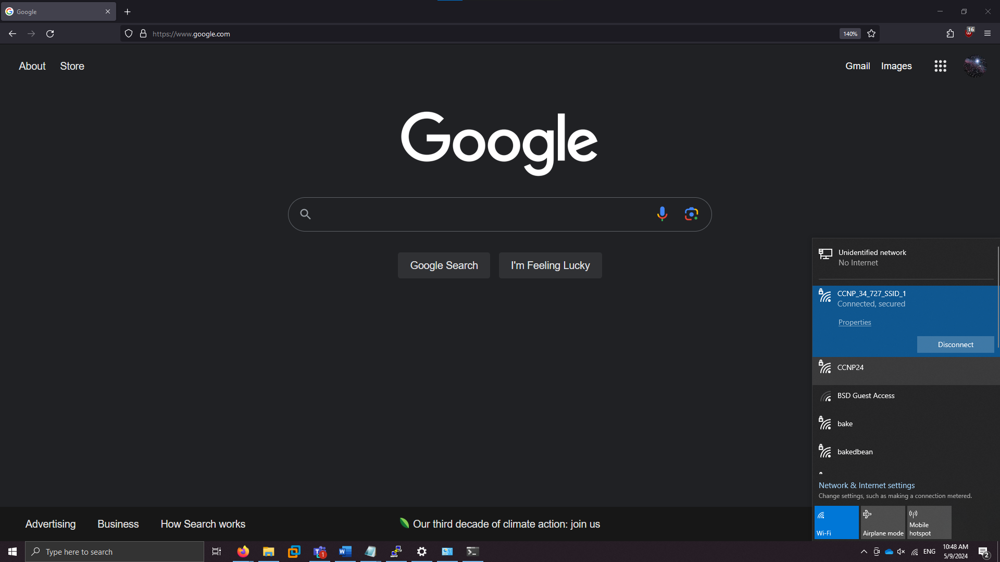 Google
https://www.google.com
140%
16
About
Store
Gmail
Images
Google
Google Search
I'm Feeling Lucky
Unidentified network
No Internet
CCNP_34_727_SSID_1
Connected, secured
Properties
Disconnect
CCNP24
BSD Guest Access
bake
bakedbean
Network & Internet settings
Change settings, such as making a connection metered.
Wi-Fi
Airplane mode
Mobile
hotspot
Advertising
Business
How Search works
Our third decade of climate action: join us
Type here to search
1
ENG
10:48 AM
5/9/2024
2